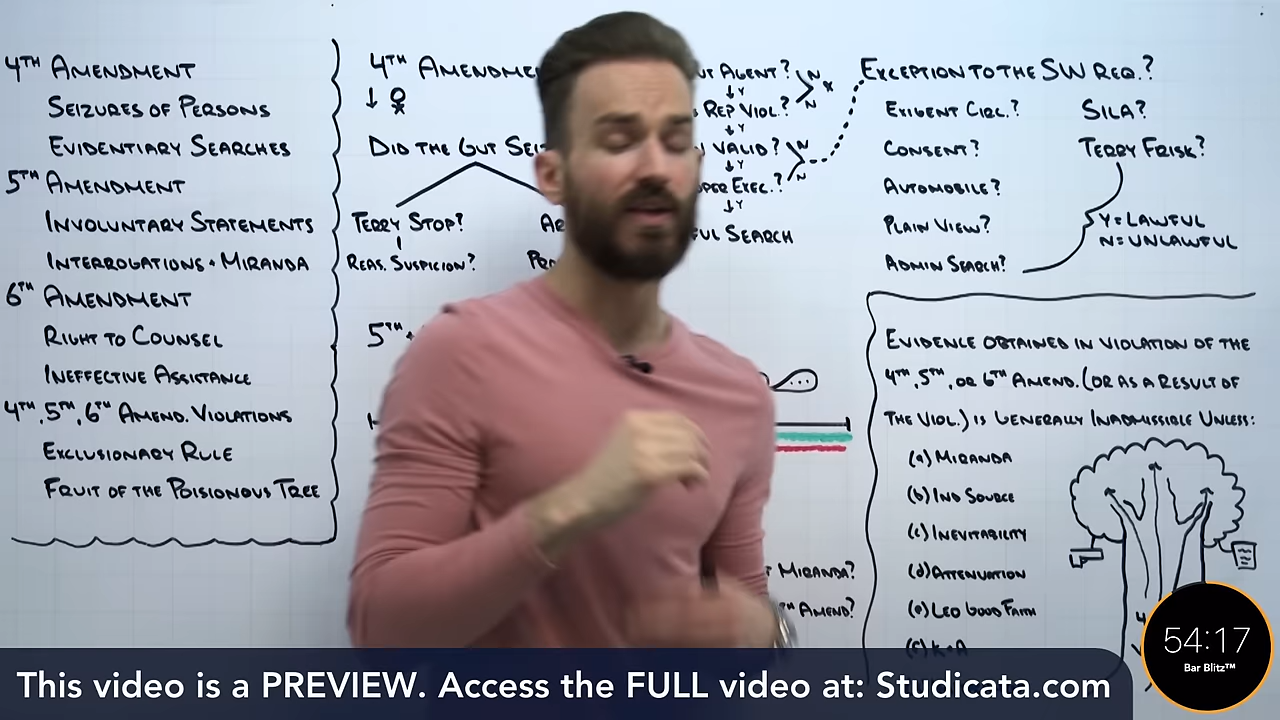 4TH AMENDMENT
SEIZURES OF PERSONS
EVIDENTIARY SEARCHES
5TH AMENDMENT
INVOLUNTARY STATEMENTS
INTERROGATIONS + MIRANDA
6TH AMENDMENT
RIGHT TO COUNSEL
INEFFECTIVE ASSISTANCE
4TH, 5TH, 6TH AMEND. VIOLATIONS
EXCLUSIONARY RULE
FRUIT OF THE POISIONOUS TREE
4TH AMENDME
DID THE GVT SEI
TERRY STOP?
REAS. SUSPICION?
5TH
AGENT? N
Y
REP VIOL.? N
Y
VALID? N
Y
EXEC.? N
Y
SEARCH
MIRANDA?
AMEND?
EXCEPTION TO THE SW REQ.?
EXIGENT CIRC.?
CONSENT?
AUTOMOBILE?
PLAIN VIEW?
ADMIN SEARCH?
SILA?
TERRY FRISK?
Y=LAWFUL
N=UNLAWFUL
EVIDENCE OBTAINED IN VIOLATION OF THE
4TH, 5TH, OR 6TH AMEND. (OR AS A RESULT OF
THE VIOL.) IS GENERALLY INADMISSIBLE UNLESS:
(a) MIRANDA
(b) IND SOURCE
(c) INEVITABILITY
(d) ATTENUATION
(e) LEO GOOD FAITH
(f) K+A
54:17
Bar Blitz™
This video is a PREVIEW. Access the FULL video at: Studicata.com